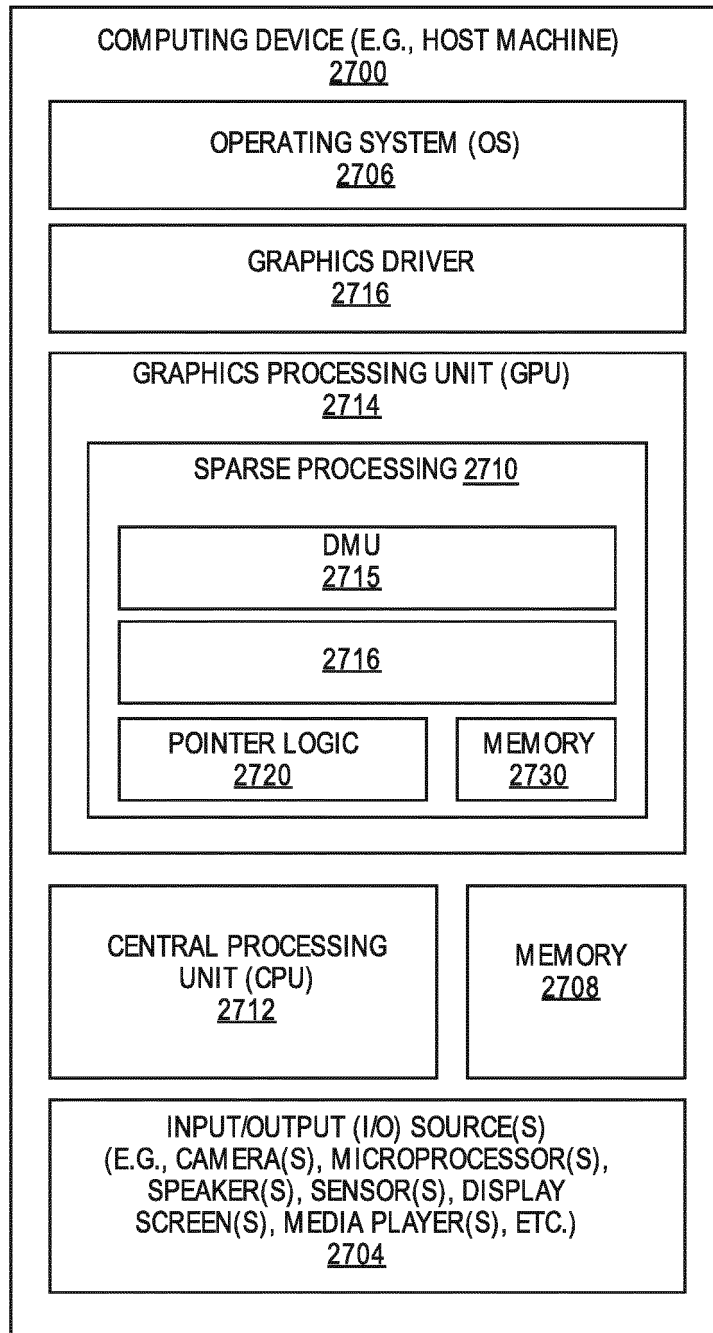 COMPUTING DEVICE (E.G., HOST MACHINE)
2700
OPERATING SYSTEM (OS)
2706
GRAPHICS DRIVER
2716
GRAPHICS PROCESSING UNIT (GPU)
2714
SPARSE PROCESSING 2710
DMU
2715
2716
POINTER LOGIC
2720
MEMORY
2730
CENTRAL PROCESSING
UNIT (CPU)
2712
MEMORY
2708
INPUT/OUTPUT (I/O) SOURCE(S)
(E.G., CAMERA(S), MICROPROCESSOR(S),
SPEAKER(S), SENSOR(S), DISPLAY
SCREEN(S), MEDIA PLAYER(S), ETC.)
2704